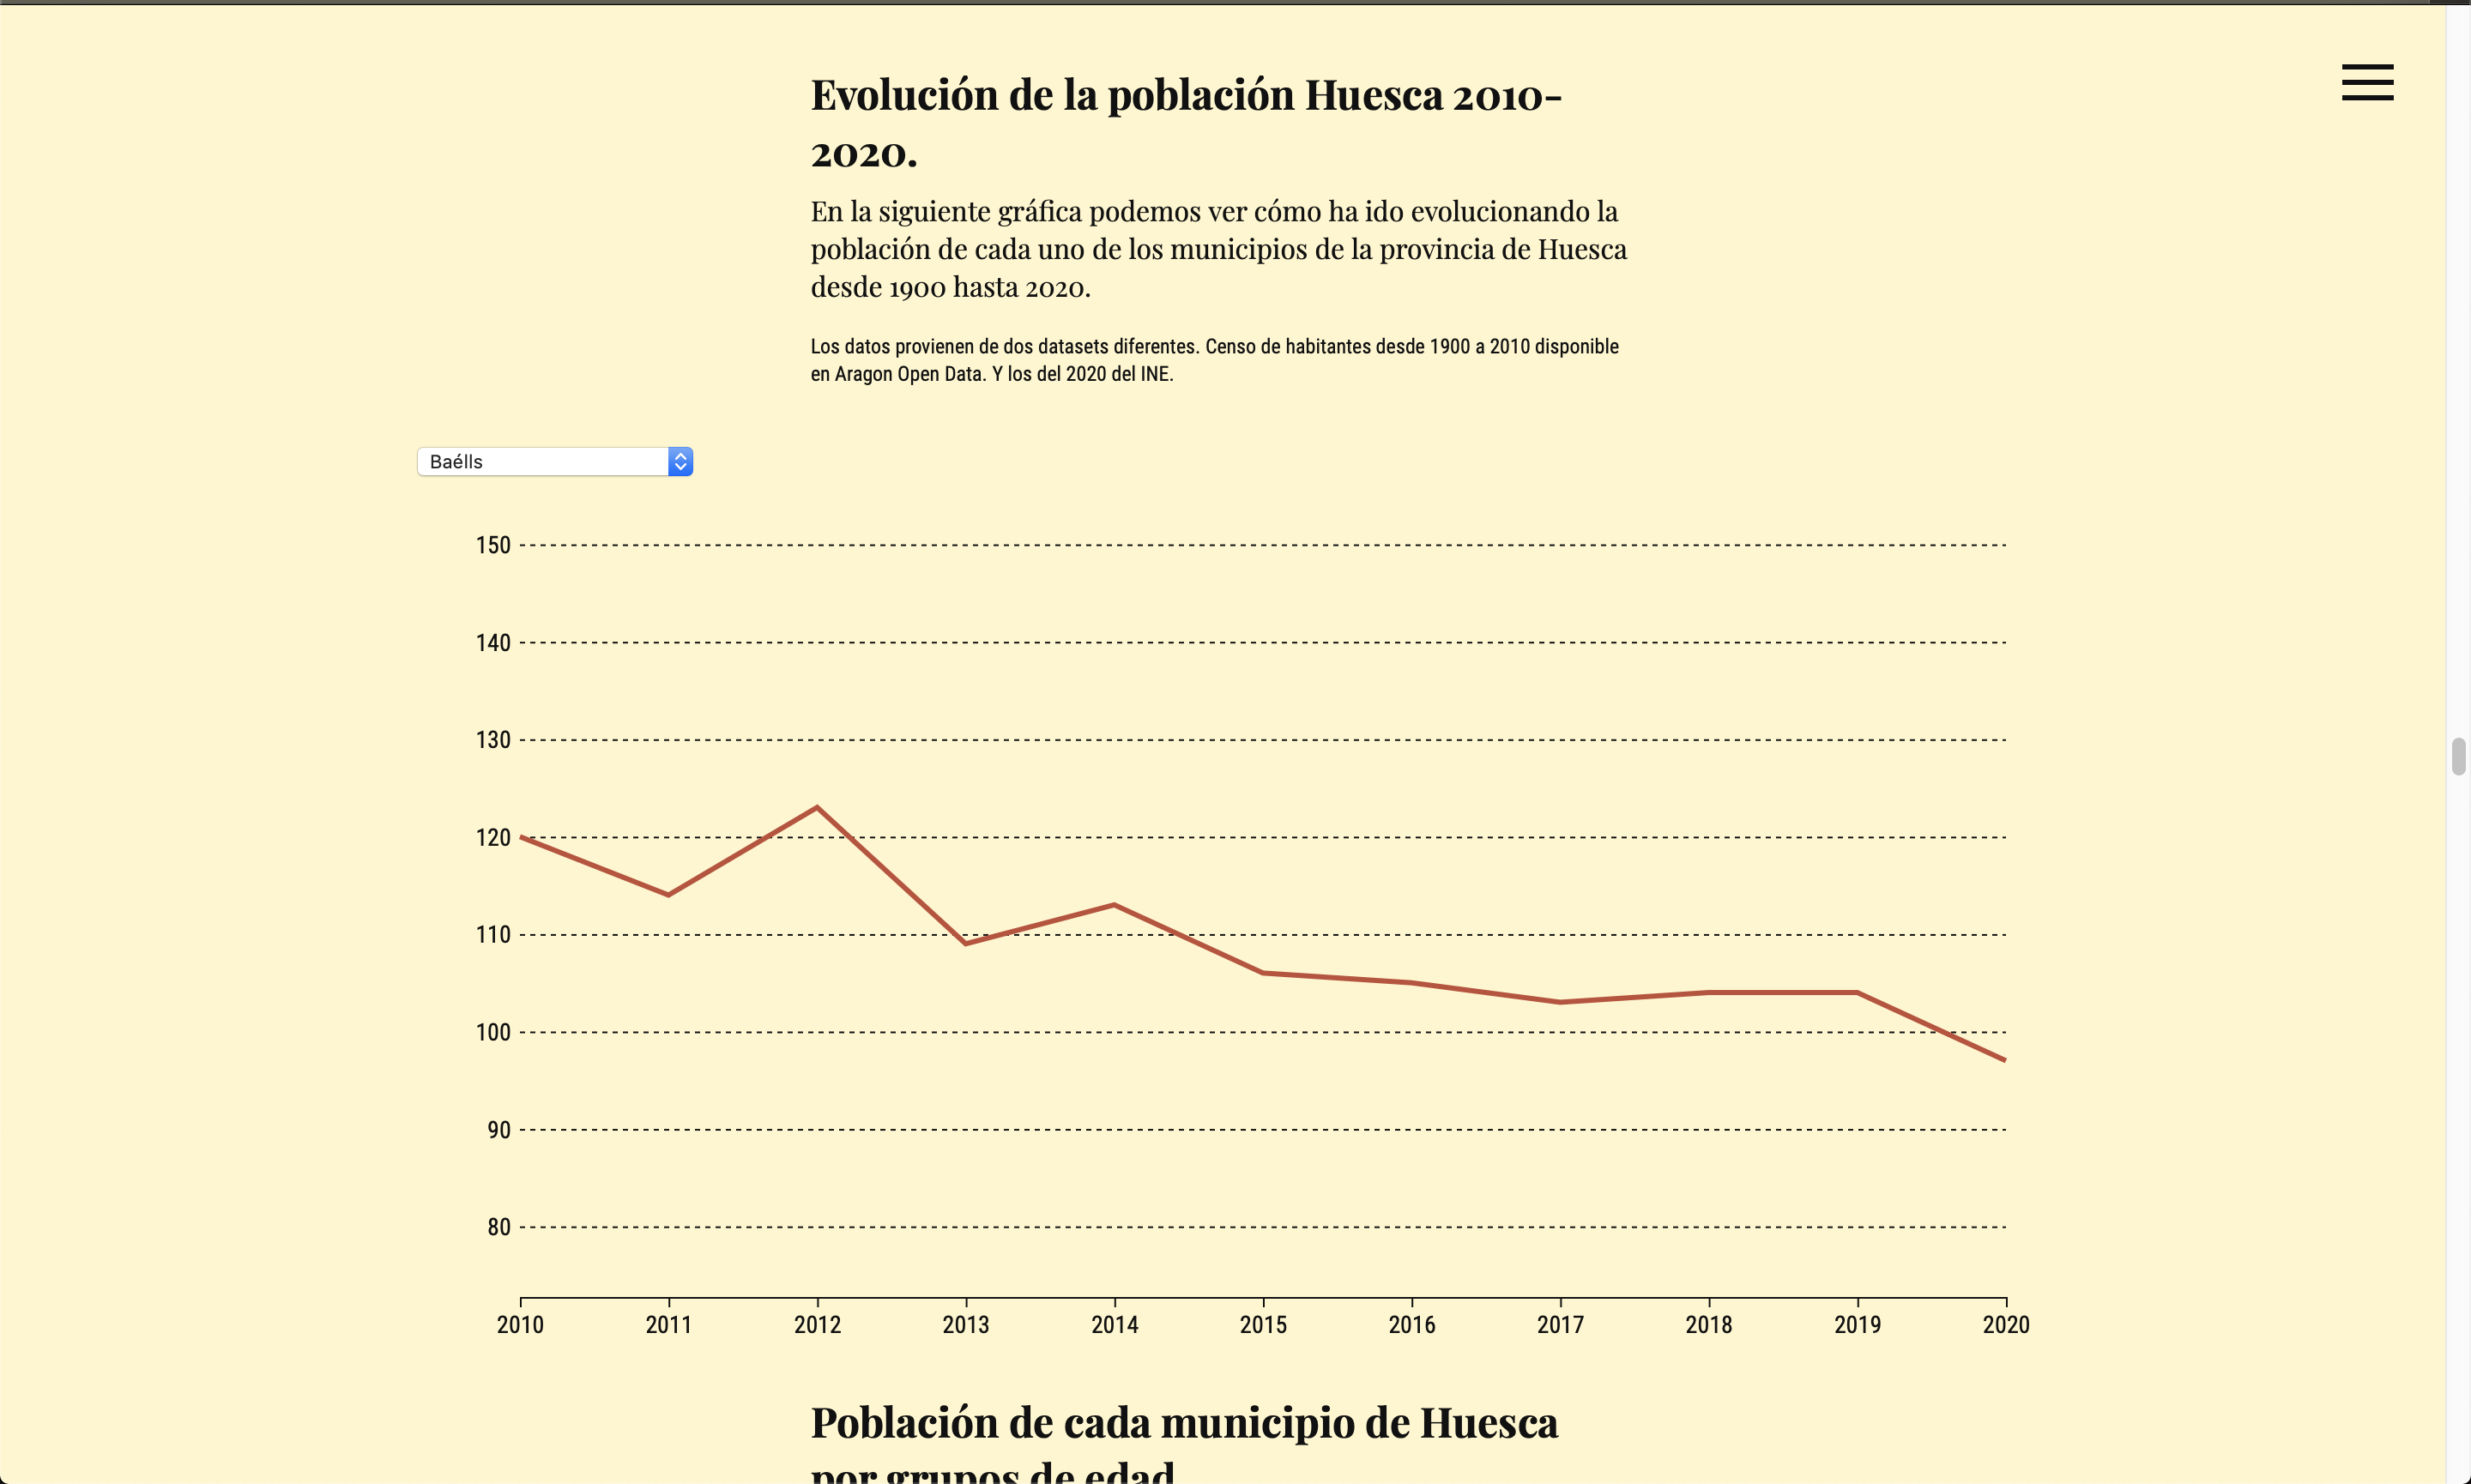 Evolución de la población Huesca 2010-
2020.
En la siguiente gráfica podemos ver cómo ha ido evolucionando la
población de cada uno de los municipios de la provincia de Huesca
desde 1900 hasta 2020.
Los datos provienen de dos datasets diferentes. Censo de habitantes desde 1900 a 2010 disponible
en Aragon Open Data. Y los del 2020 del INE.
Baélls
150
140
130
120
110
100
90
80
2010 2011 2012 2013 2014 2015 2016 2017 2018 2019 2020
Población de cada municipio de Huesca
por grupos de edad